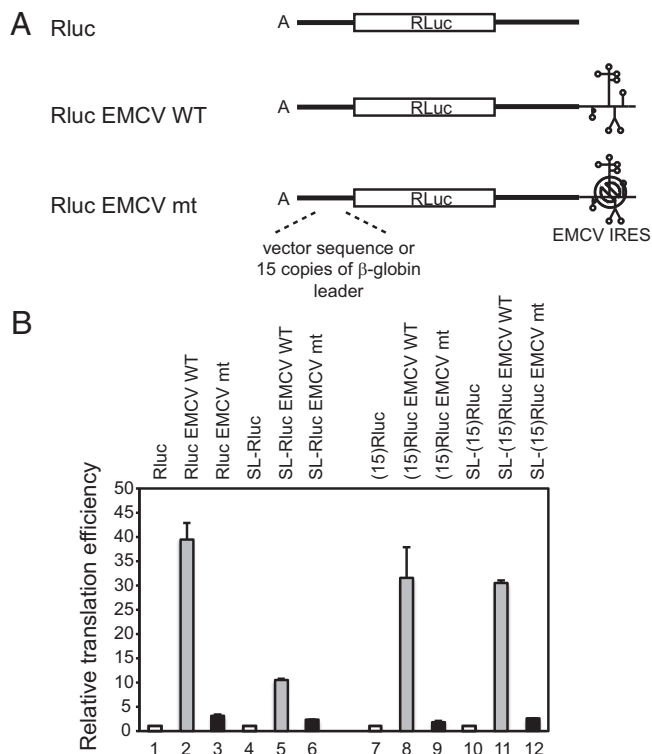 A
Rluc
A
RLuc
Rluc EMCV WT
A
RLuc
Rluc EMCV mt
A
RLuc
EMCV IRES
vector sequence or
15 copies of β-globin
leader
B
Rluc
Rluc EMCV WT
Rluc EMCV mt
SL-Rluc
SL-Rluc EMCV WT
SL-Rluc EMCV mt
(15)Rluc
(15)Rluc EMCV WT
(15)Rluc EMCV mt
SL-(15)Rluc
SL-(15)Rluc EMCV WT
SL-(15)Rluc EMCV mt
Relative translation efficiency
50
45
40
35
30
25
20
15
10
5
0
1 2 3 4 5 6 7 8 9 10 11 12